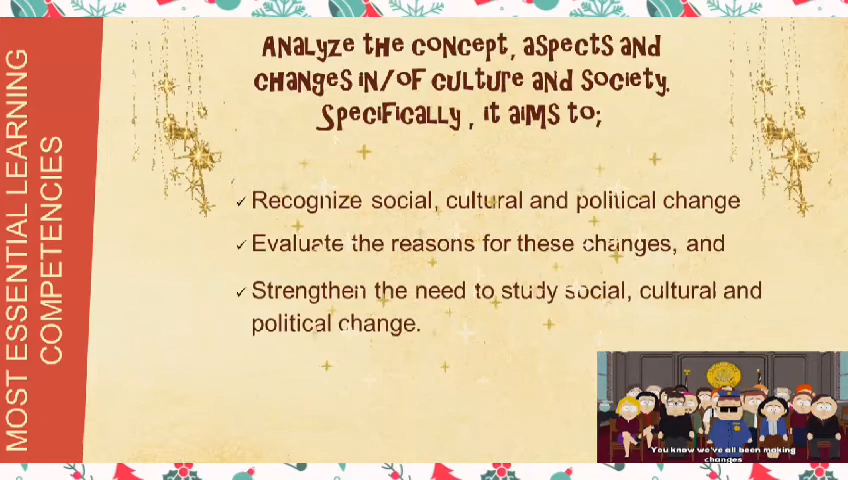 MOST ESSENTIAL LEARNING
COMPETENCIES
Analyze the concept, aspects and
changes in/of culture and society.
Specifically , it aims to;
✓ Recognize social, cultural and political change
✓ Evaluate the reasons for these changes, and
✓ Strengthen the need to study social, cultural and
political change.
You know we've all been making
changes